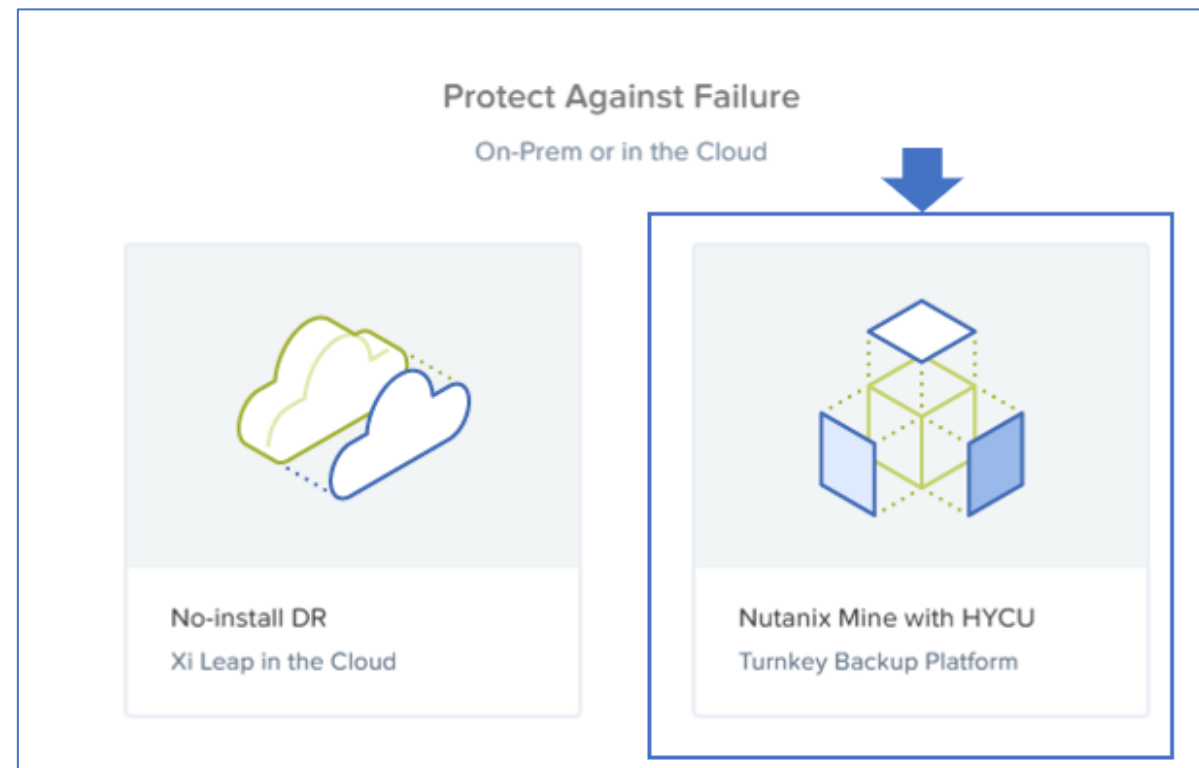 Protect Against Failure
On-Prem or in the Cloud
No-install DR
Xi Leap in the Cloud
Nutanix Mine with HYCU
Turnkey Backup Platform